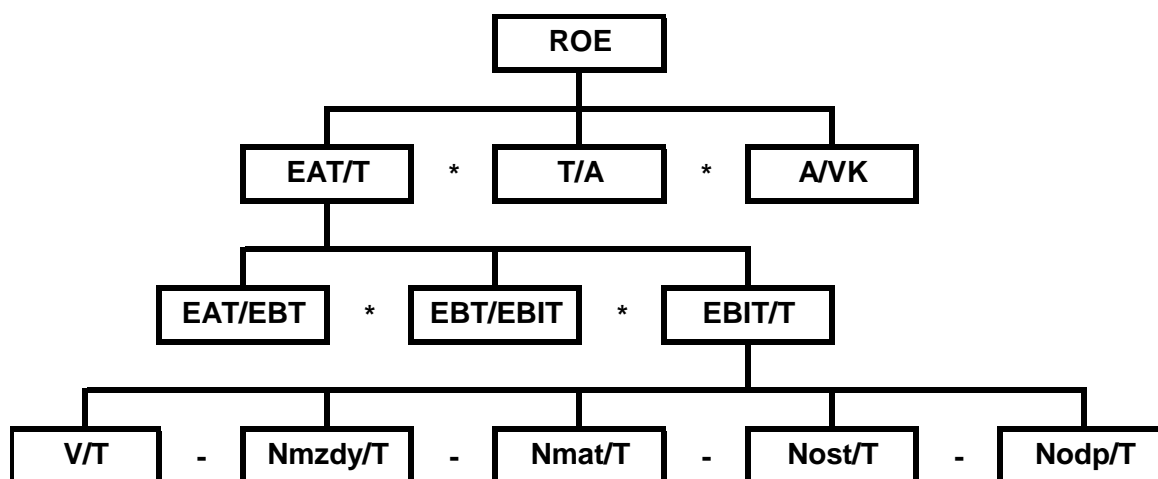 ROE
EAT/T * T/A * A/VK
EAT/EBT * EBT/EBIT * EBIT/T
V/T - Nmzdy/T - Nmat/T - Nost/T - Nodp/T